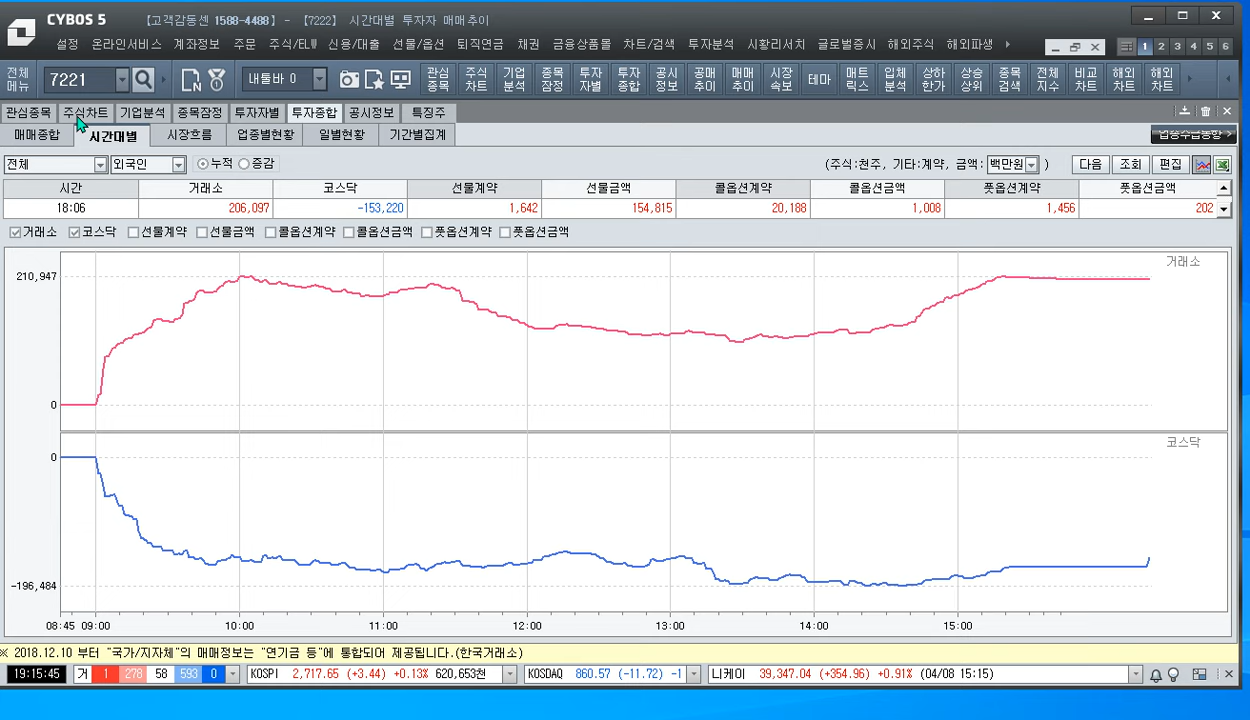 CYBOS 5 【고객감동센 1588-4488】 - 【7222】 시간대별 투자자 매매추이
설정 온라인서비스 계좌정보 주문 주식/ELW 신용/대출 선물/옵션 퇴직연금 채권 금융상품몰 차트/검색 투자분석 시황리서치 글로벌증시 해외주식 해외파생 1 2 3 4 5 6
전체메뉴 7221 내툴바 0 관심종목 주식차트 기업분석 종목잠정 투자자별 투자종합 공시정보 공매추이 매매추이 시장속보 테마 매트릭스 입체분석 상하한가 상승상위 종목검색 전체지수 비교차트 해외차트 해외차트
관심종목 주식차트 기업분석 종목잠정 투자자별 투자종합 공시정보 특징주
매매종합 시간대별 시장흐름 업종별현황 일별현황 기간별집계 업종수급동향 >
전체 외국인 누적 증감 (주식:천주, 기타:계약, 금액: 백만원 ) 다음 조회 편집
시간 거래소 코스닥 선물계약 선물금액 콜옵션계약 콜옵션금액 풋옵션계약 풋옵션금액
18:06 206,097 -153,220 1,642 154,815 20,188 1,008 1,456 202
거래소 코스닥 선물계약 선물금액 콜옵션계약 콜옵션금액 풋옵션계약 풋옵션금액
거래소
210,947
0
코스닥
0
-196,484
08:45 09:00 10:00 11:00 12:00 13:00 14:00 15:00
※ 2018.12.10 부터 "국가/지자체"의 매매정보는 "연기금 등"에 통합되어 제공됩니다.(한국거래소)
19:15:45 거 1 278 58 593 0 KOSPI 2,717.65 (+3.44) +0.13% 620,653천 KOSDAQ 860.57 (-11.72) -1 니케이 39,347.04 (+354.96) +0.91% (04/08 15:15)